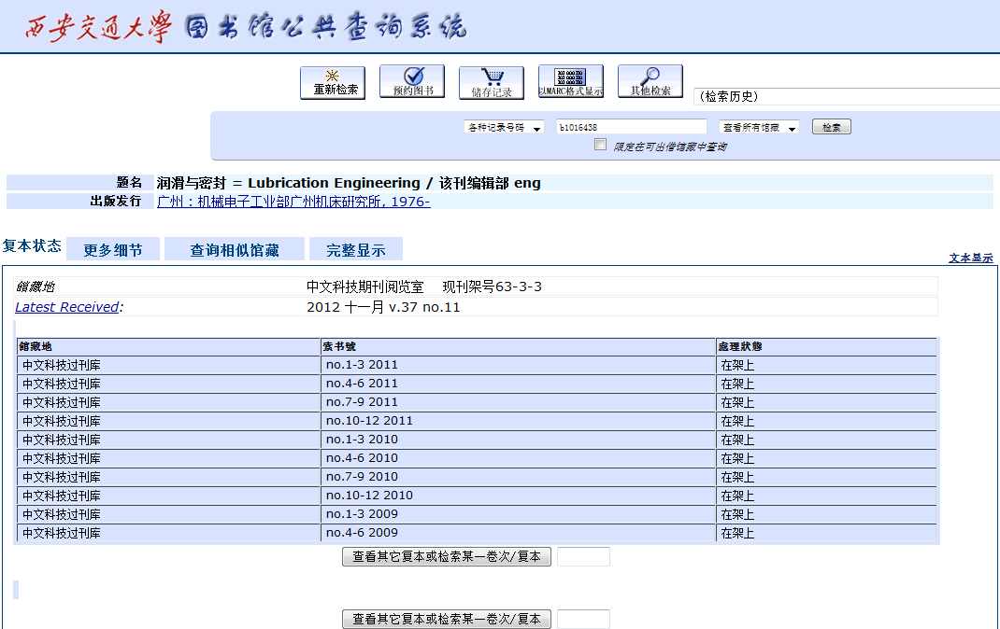 西安交通大學 图书馆公共查询系统
重新检索 预约图书 储存记录 以MARC格式显示 其他检索 (检索历史)
各种记录号码 b1016438 查看所有馆藏 检索
限定在可出借馆藏中查询
题名 润滑与密封 = Lubrication Engineering / 该刊编辑部 eng
出版发行 广州 : 机械电子工业部广州机床研究所, 1976-
复本状态 更多细节 查询相似馆藏 完整显示
文本显示
館藏地 中文科技期刊阅览室 现刊架号63-3-3
Latest Received: 2012 十一月 v.37 no.11
館藏地 索书號 處理狀態
中文科技过刊库 no.1-3 2011 在架上
中文科技过刊库 no.4-6 2011 在架上
中文科技过刊库 no.7-9 2011 在架上
中文科技过刊库 no.10-12 2011 在架上
中文科技过刊库 no.1-3 2010 在架上
中文科技过刊库 no.4-6 2010 在架上
中文科技过刊库 no.7-9 2010 在架上
中文科技过刊库 no.10-12 2010 在架上
中文科技过刊库 no.1-3 2009 在架上
中文科技过刊库 no.4-6 2009 在架上
查看其它复本或检索某一卷次/复本
查看其它复本或检索某一卷次/复本